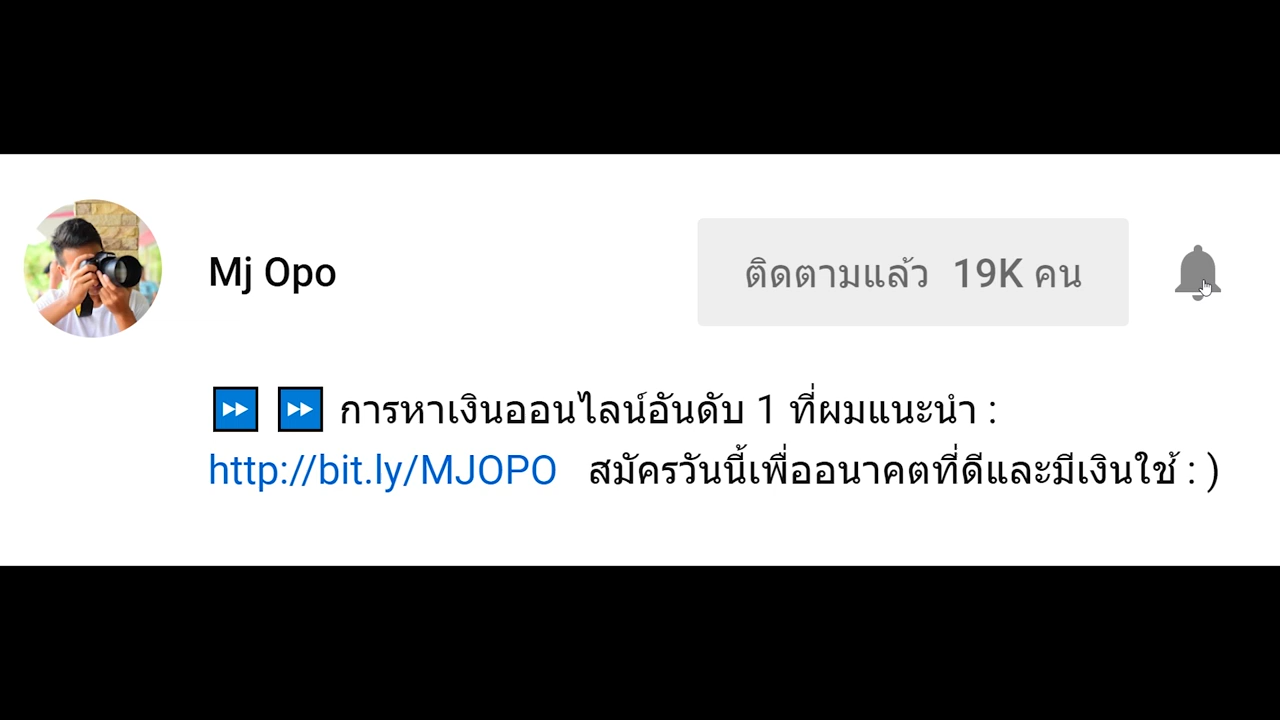 Mj Opo
ติดตามแล้ว 19K คน
⏩ ⏩ การหาเงินออนไลน์อันดับ 1 ที่ผมแนะนำ :
http://bit.ly/MJOPO สมัครวันนี้เพื่ออนาคตที่ดีและมีเงินใช้ : )